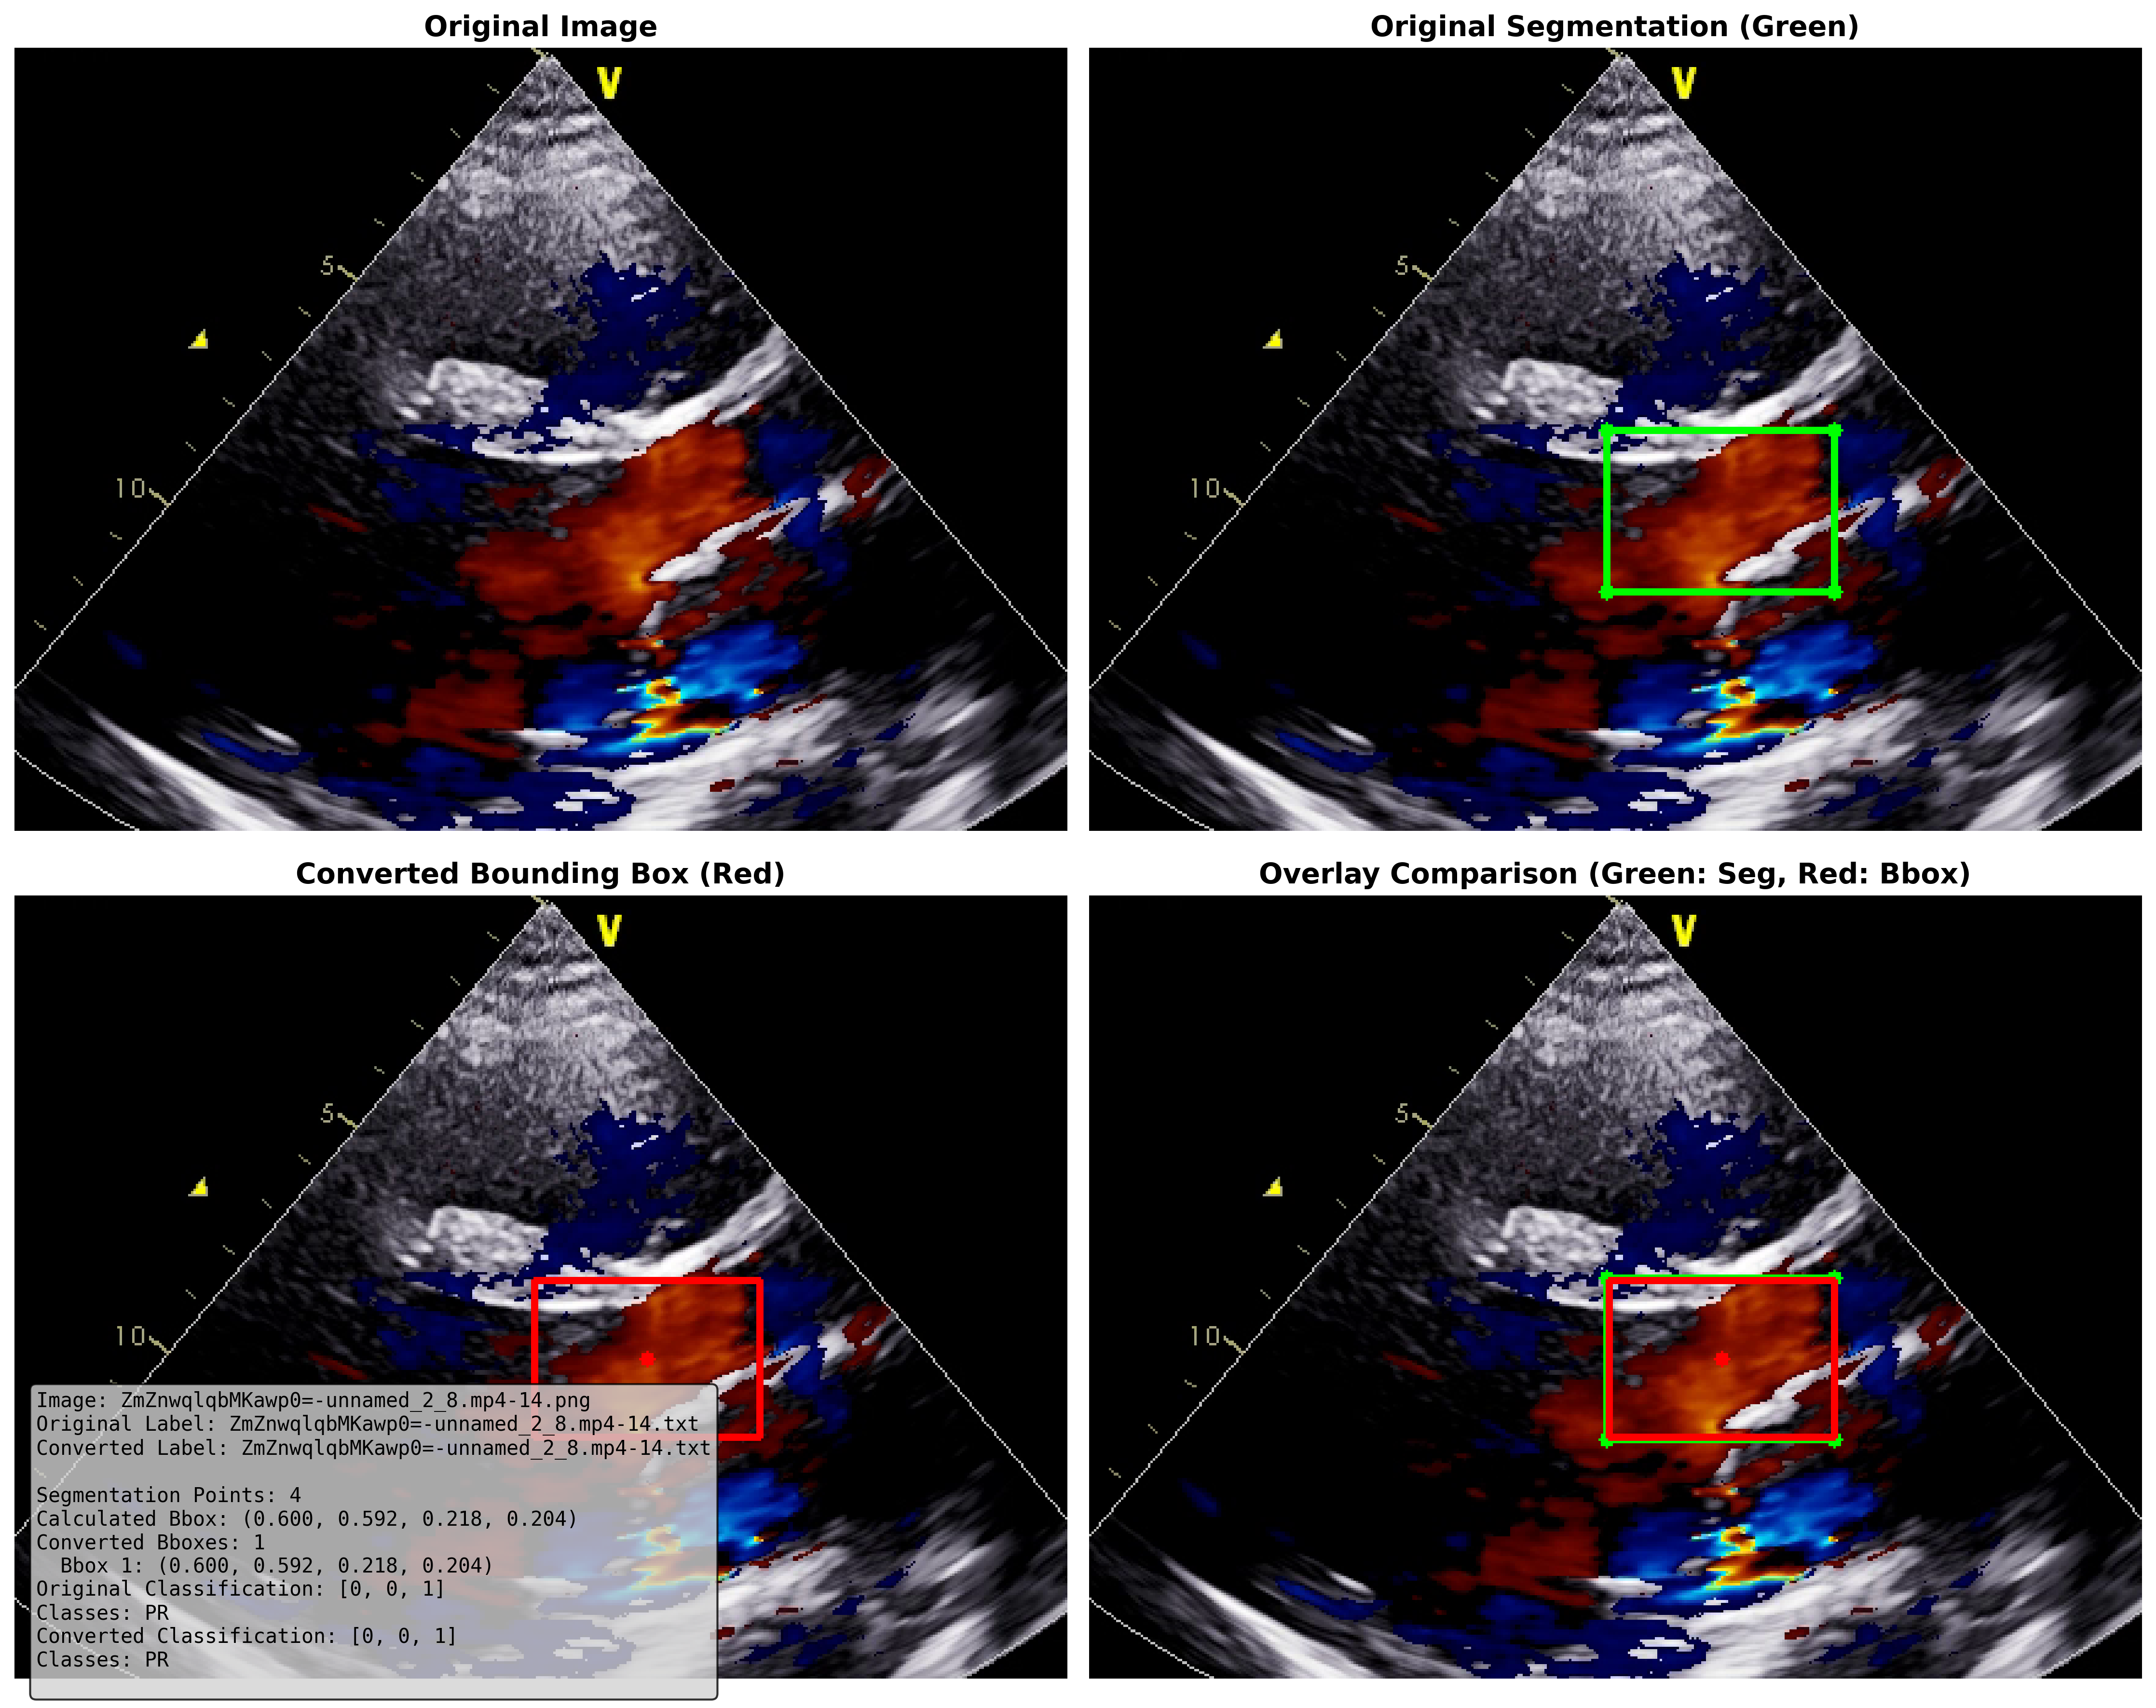 Original Image
Original Segmentation (Green)
V
5
10
V
5
10
Converted Bounding Box (Red)
Overlay Comparison (Green: Seg, Red: Bbox)
V
5
10
V
5
10
Image: ZmZnwqlqbMKawp0=-unnamed_2_8.mp4-14.png
Original Label: ZmZnwqlqbMKawp0=-unnamed_2_8.mp4-14.txt
Converted Label: ZmZnwqlqbMKawp0=-unnamed_2_8.mp4-14.txt
Segmentation Points: 4
Calculated Bbox: (0.600, 0.592, 0.218, 0.204)
Converted Bboxes: 1
Bbox 1: (0.600, 0.592, 0.218, 0.204)
Original Classification: [0, 0, 1]
Classes: PR
Converted Classification: [0, 0, 1]
Classes: PR